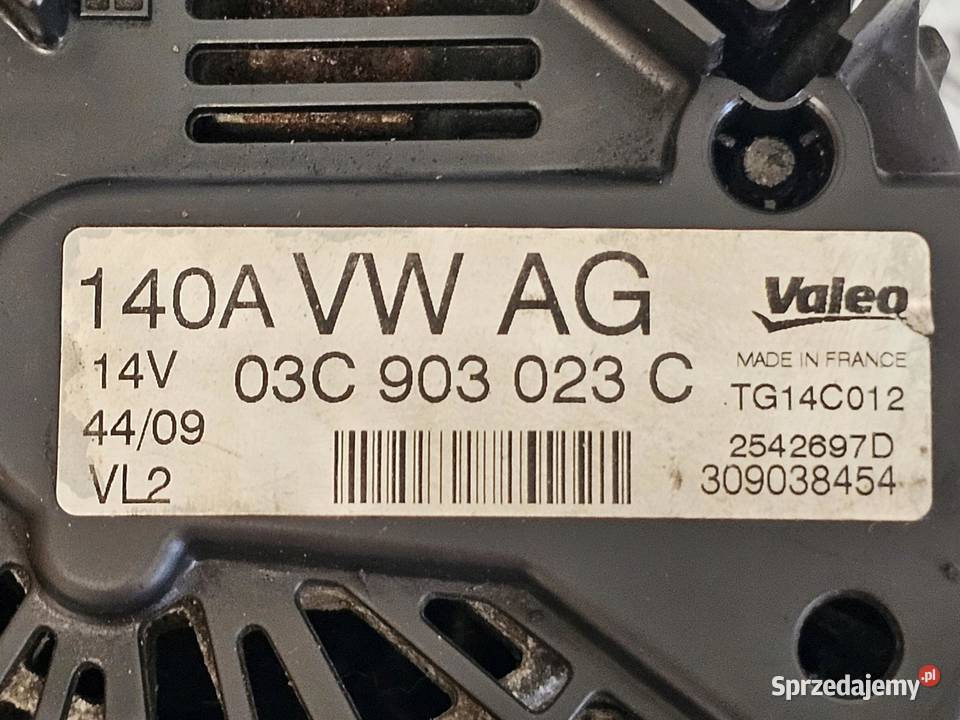 140A VW AG
Valeo
14V 03C 903 023 C
MADE IN FRANCE
TG14C012
44/09
2542697D
VL2
309038454
Sprzedajemy.pl